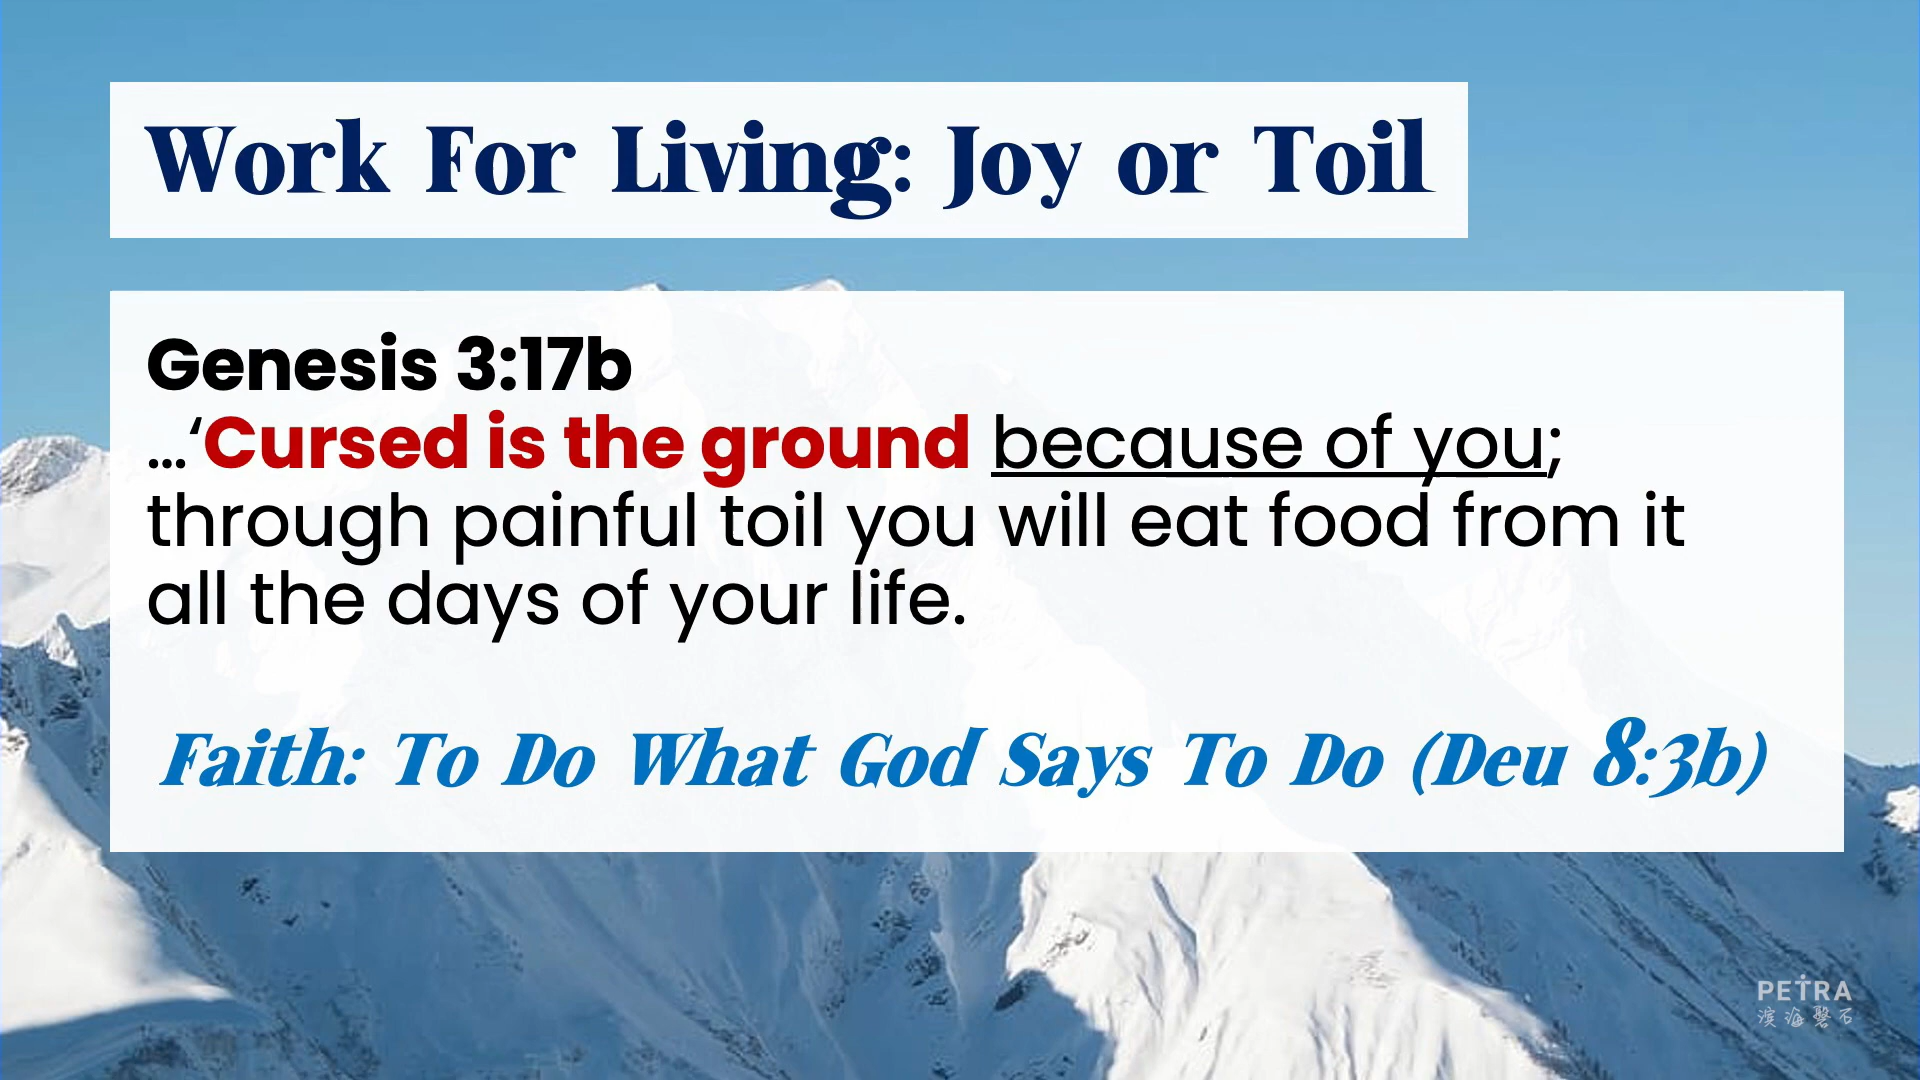 Work For Living: Joy or Toil
Genesis 3:17b
...‘Cursed is the ground because of you;
through painful toil you will eat food from it
all the days of your life.
Faith: To Do What God Says To Do (Deu 8:3b)
PETRA
滨海磐石